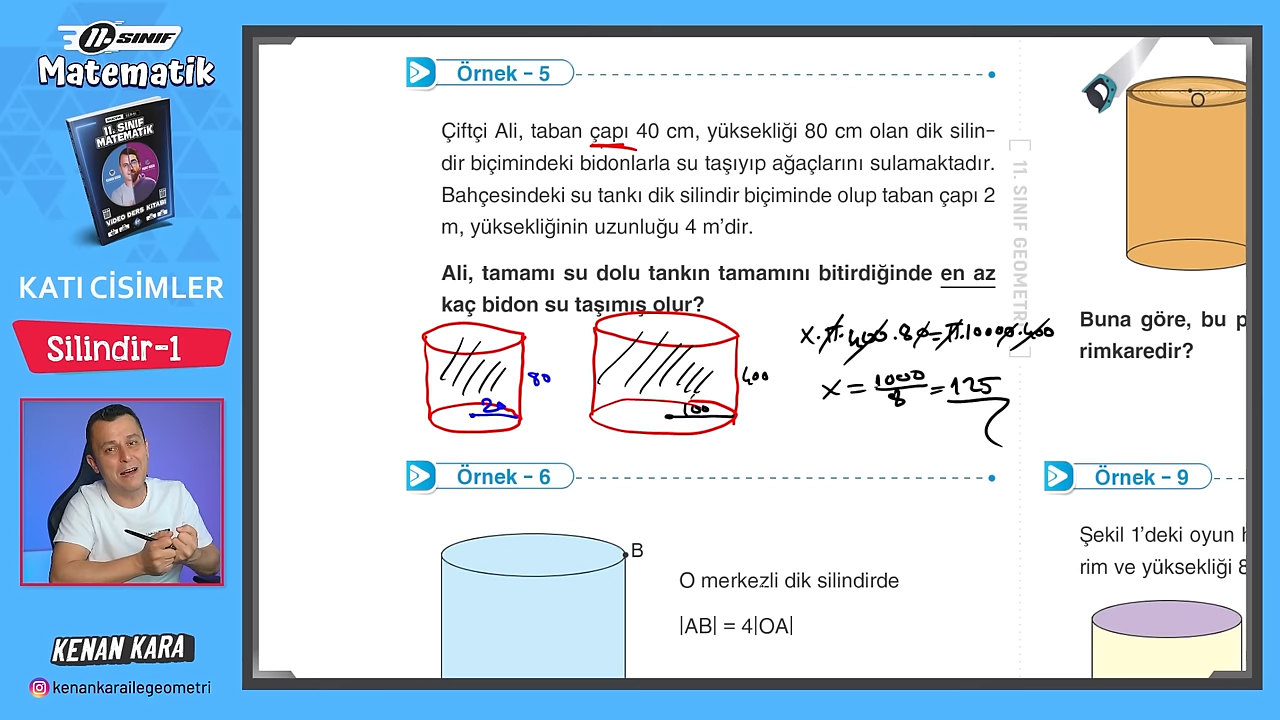 11. SINIF
Matematik
11. SINIF
MATEMATİK
VİDEO DERS KİTABI
KATI CİSİMLER
Silindir-1
KENAN KARA
kenankarailegeometri
Örnek – 5
Çiftçi Ali, taban çapı 40 cm, yüksekliği 80 cm olan dik silin-
dir biçimindeki bidonlarla su taşıyıp ağaçlarını sulamaktadır.
Bahçesindeki su tankı dik silindir biçiminde olup taban çapı 2
m, yüksekliğinin uzunluğu 4 m'dir.
Ali, tamamı su dolu tankın tamamını bitirdiğinde en az
kaç bidon su taşımış olur?
80
20
400
100
x.π.400.80=π.10000.400
x = 1000/8 = 125
Örnek – 6
B
O merkezli dik silindirde
|AB| = 4|OA|
11. SINIF GEOMETRİ
O
Buna göre, bu p
rimkaredir?
Örnek – 9
Şekil 1'deki oyun h
rim ve yüksekliği 8